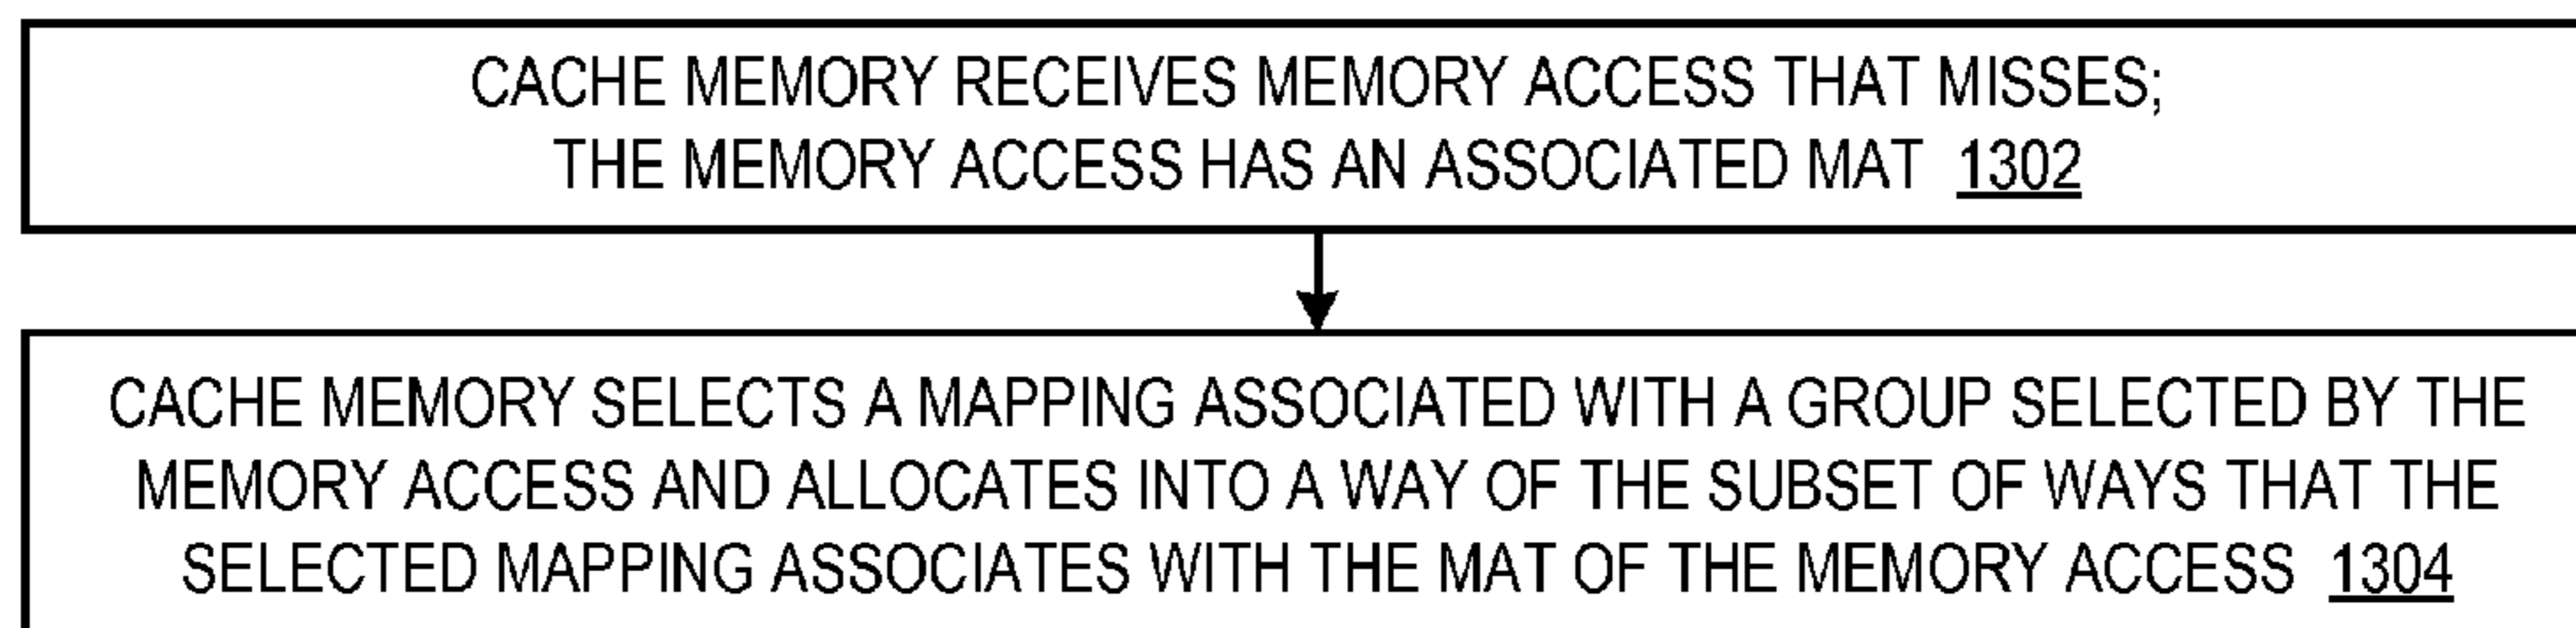 CACHE MEMORY RECEIVES MEMORY ACCESS THAT MISSES;
THE MEMORY ACCESS HAS AN ASSOCIATED MAT 1302
CACHE MEMORY SELECTS A MAPPING ASSOCIATED WITH A GROUP SELECTED BY THE
MEMORY ACCESS AND ALLOCATES INTO A WAY OF THE SUBSET OF WAYS THAT THE
SELECTED MAPPING ASSOCIATES WITH THE MAT OF THE MEMORY ACCESS 1304